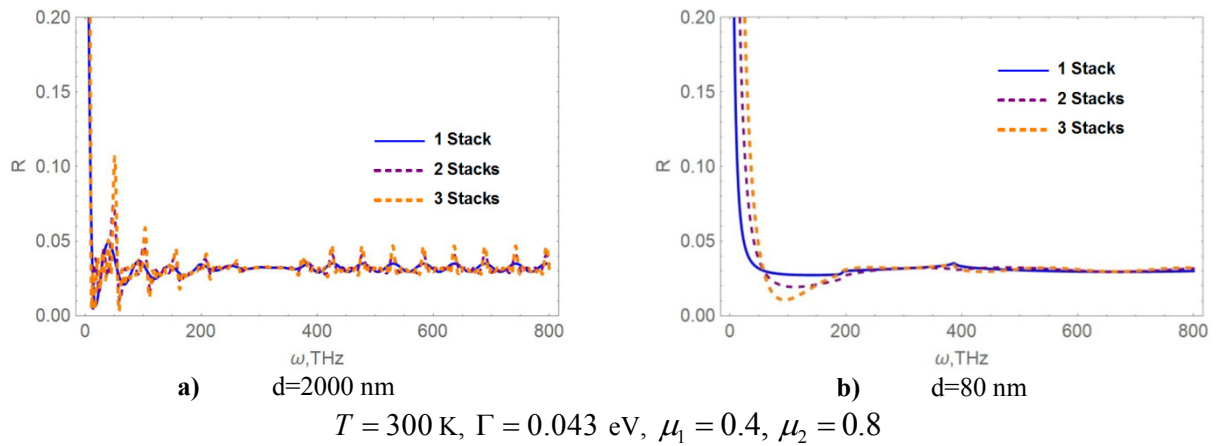 0.20
0.15
0.10
0.05
0.00
R
1 Stack
2 Stacks
3 Stacks
0 200 400 600 800
ω,THz
a) d=2000 nm
0.20
0.15
0.10
0.05
0.00
R
1 Stack
2 Stacks
3 Stacks
0 200 400 600 800
ω,THz
b) d=80 nm
T = 300 K, Γ = 0.043 eV, μ₁ = 0.4, μ₂ = 0.8